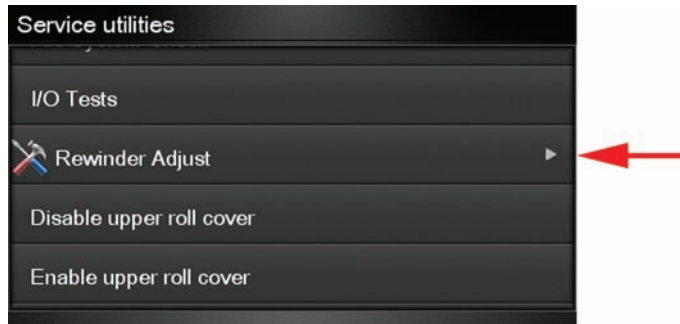 Service utilities
I/O Tests
Rewinder Adjust
Disable upper roll cover
Enable upper roll cover